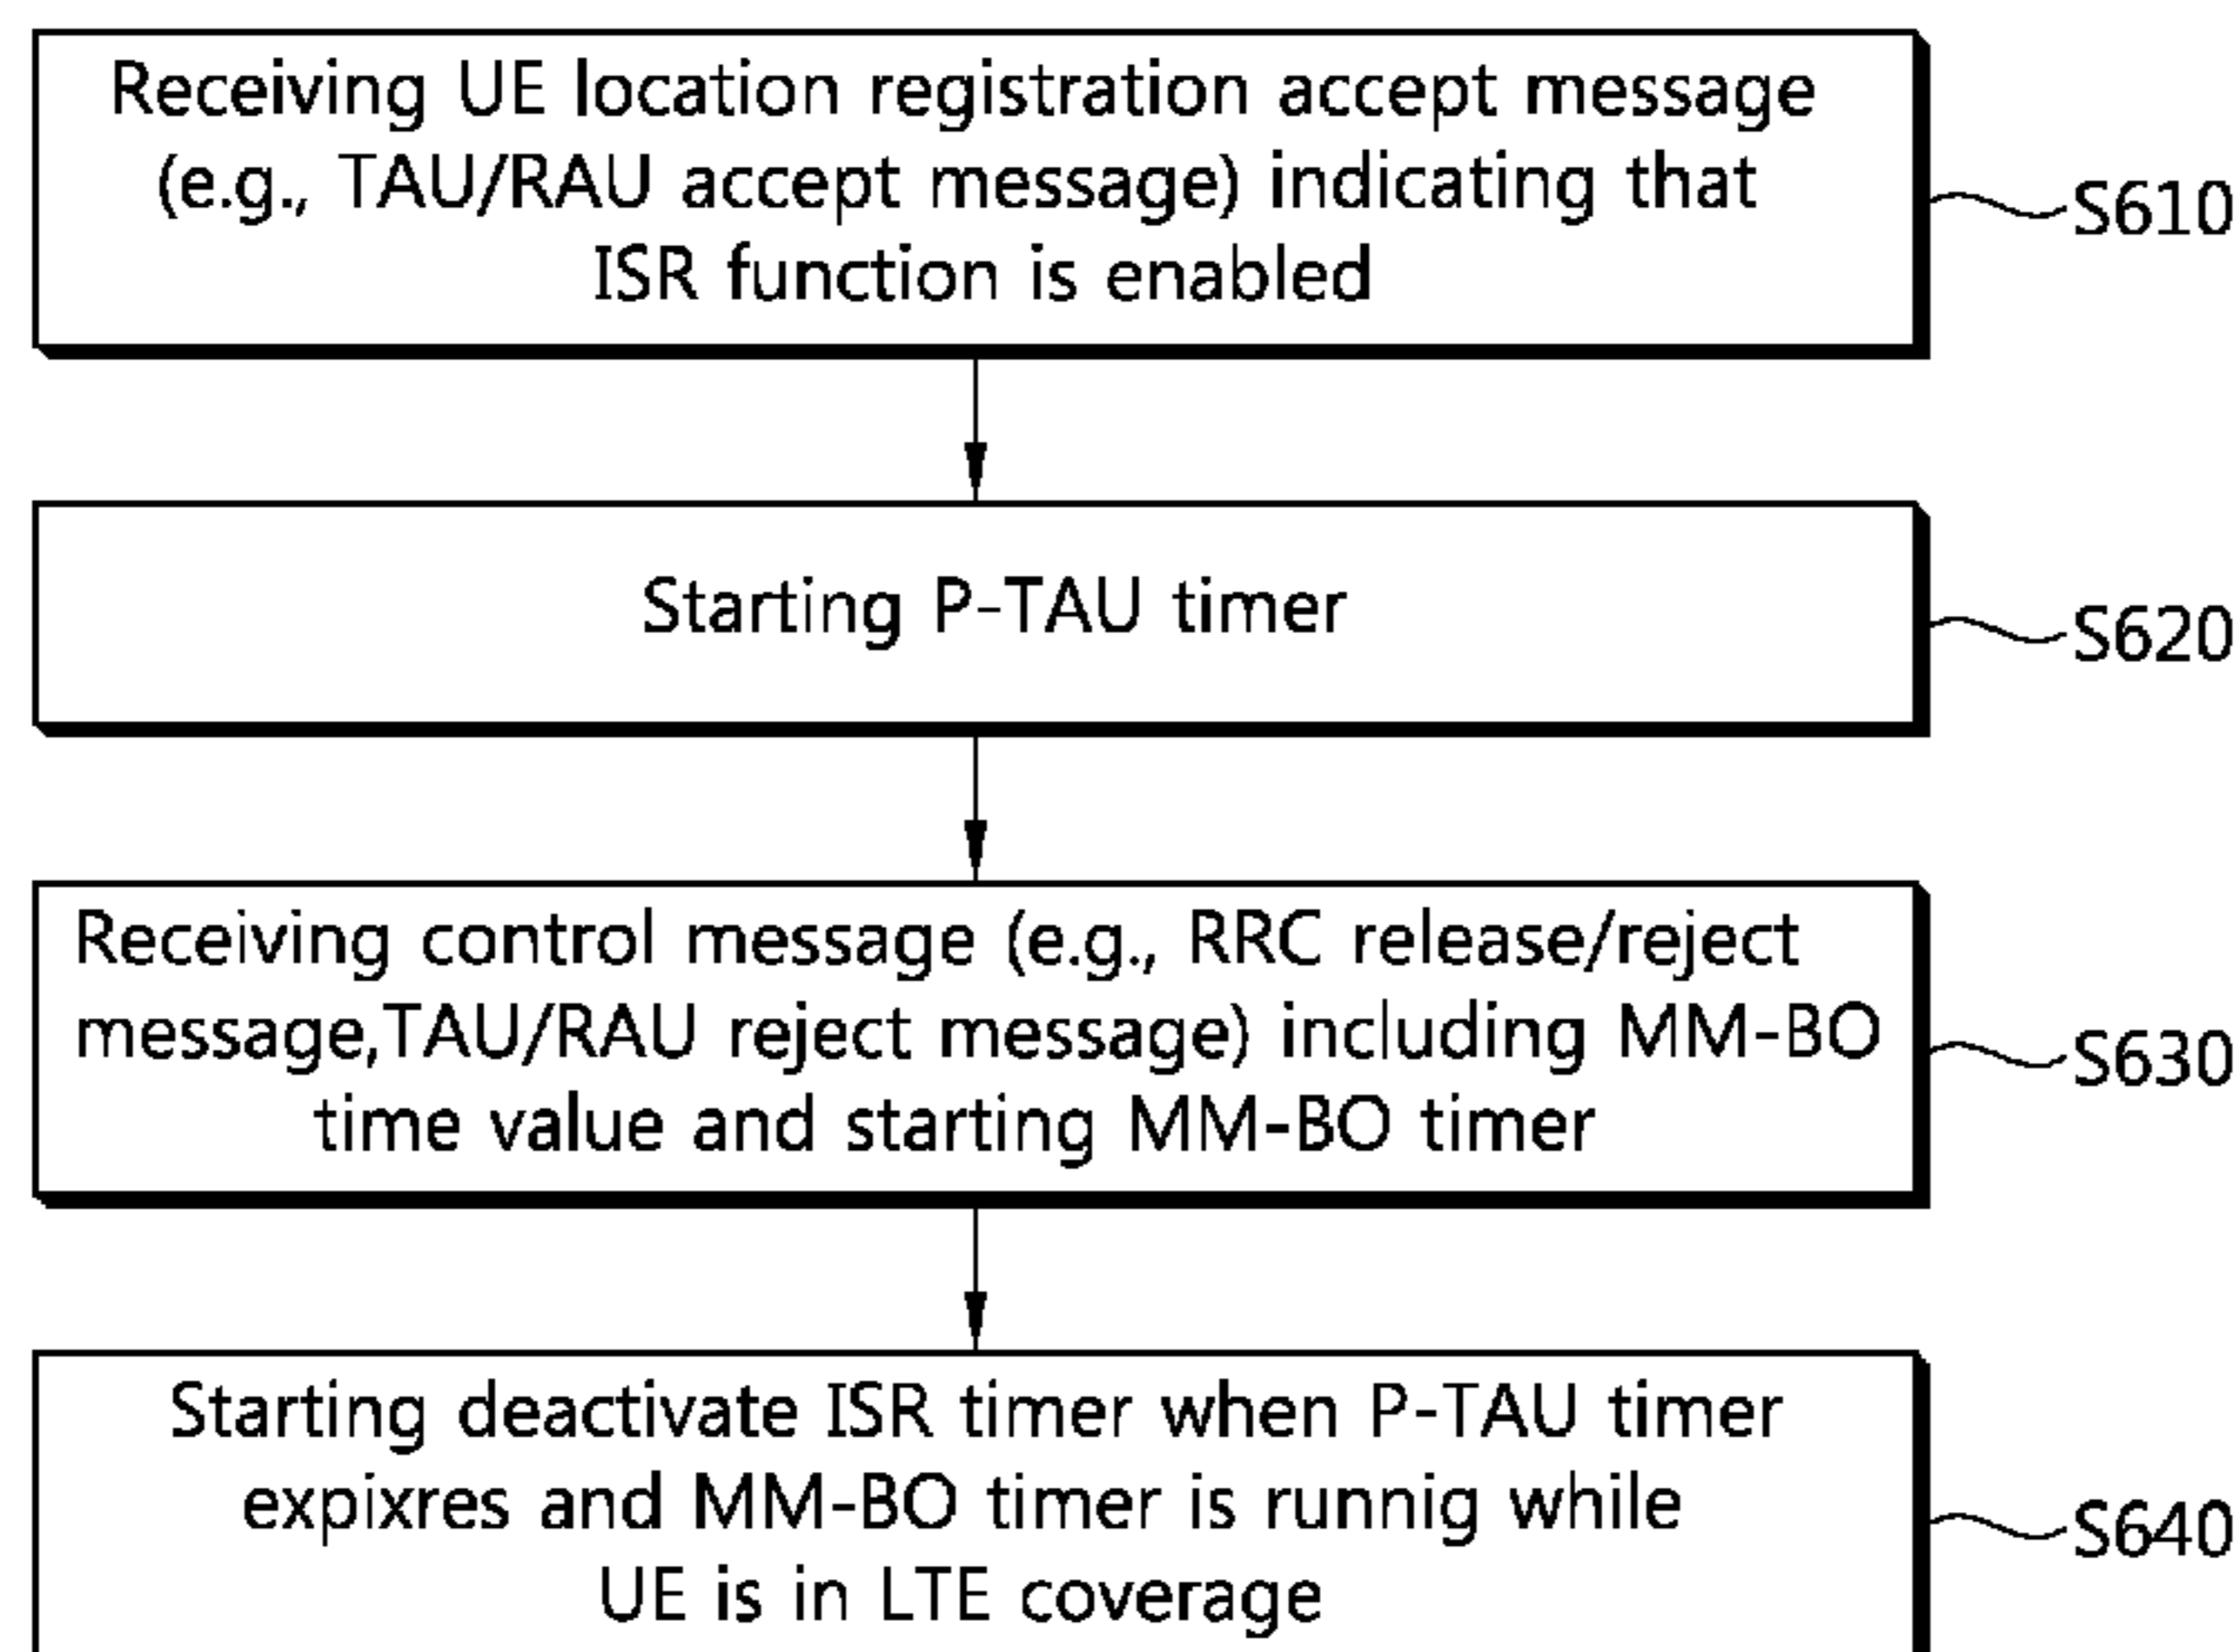 Receiving UE location registration accept message
(e.g., TAU/RAU accept message) indicating that
ISR function is enabled
S610
Starting P-TAU timer
S620
Receiving control message (e.g., RRC release/reject
message,TAU/RAU reject message) including MM-BO
time value and starting MM-BO timer
S630
Starting deactivate ISR timer when P-TAU timer
expixres and MM-BO timer is runnig while
UE is in LTE coverage
S640